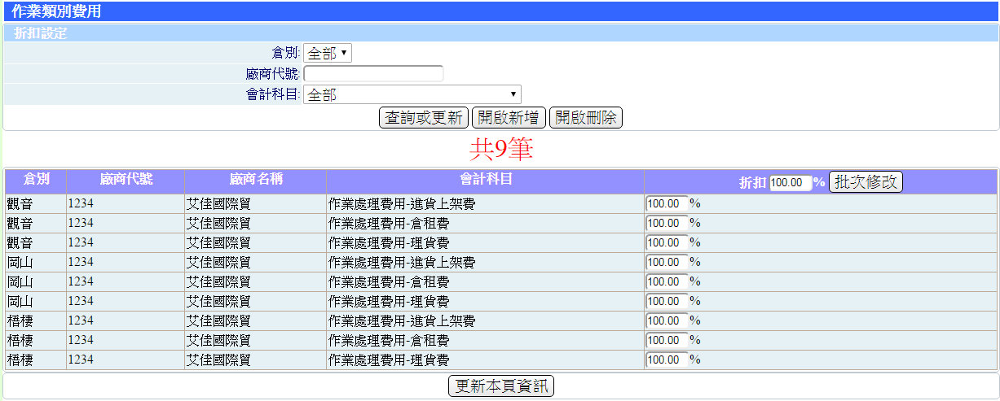 作業類別費用
折扣設定
倉別: 全部
廠商代號:
會計科目: 全部
查詢或更新 開啟新增 開啟刪除
共9筆
倉別 廠商代號 廠商名稱 會計科目 折扣 100.00 % 批次修改
觀音 1234 艾佳國際貿 作業處理費用-進貨上架費 100.00 %
觀音 1234 艾佳國際貿 作業處理費用-倉租費 100.00 %
觀音 1234 艾佳國際貿 作業處理費用-理貨費 100.00 %
岡山 1234 艾佳國際貿 作業處理費用-進貨上架費 100.00 %
岡山 1234 艾佳國際貿 作業處理費用-倉租費 100.00 %
岡山 1234 艾佳國際貿 作業處理費用-理貨費 100.00 %
梧棲 1234 艾佳國際貿 作業處理費用-進貨上架費 100.00 %
梧棲 1234 艾佳國際貿 作業處理費用-倉租費 100.00 %
梧棲 1234 艾佳國際貿 作業處理費用-理貨費 100.00 %
更新本頁資訊